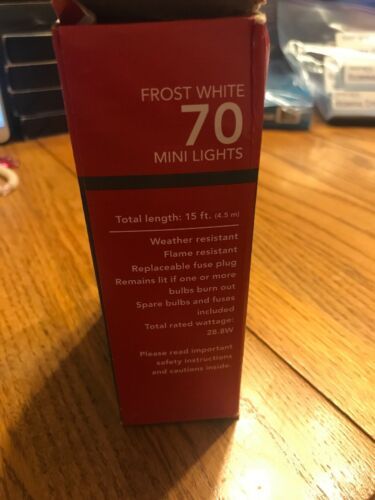 FROST WHITE
70
MINI LIGHTS
Total length: 15 ft. (4.5 m)
Weather resistant
Flame resistant
Replaceable fuse plug
Remains lit if one or more
bulbs burn out
Spare bulbs and fuses
included
Total rated wattage:
28.8W
Please read important
safety instructions
and cautions inside.